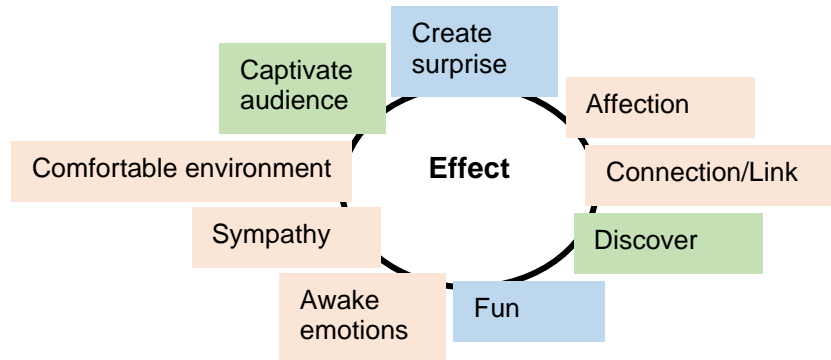 Create
surprise
Captivate
audience
Affection
Effect
Comfortable environment
Connection/Link
Sympathy
Discover
Awake
emotions
Fun